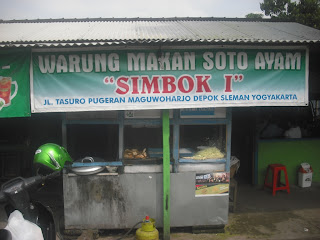 WARUNG MAKAN SOTO AYAM
"SIMBOK I"
JL. TASURO PUGERAN MAGUWOHARJO DEPOK SLEMAN YOGYAKARTA